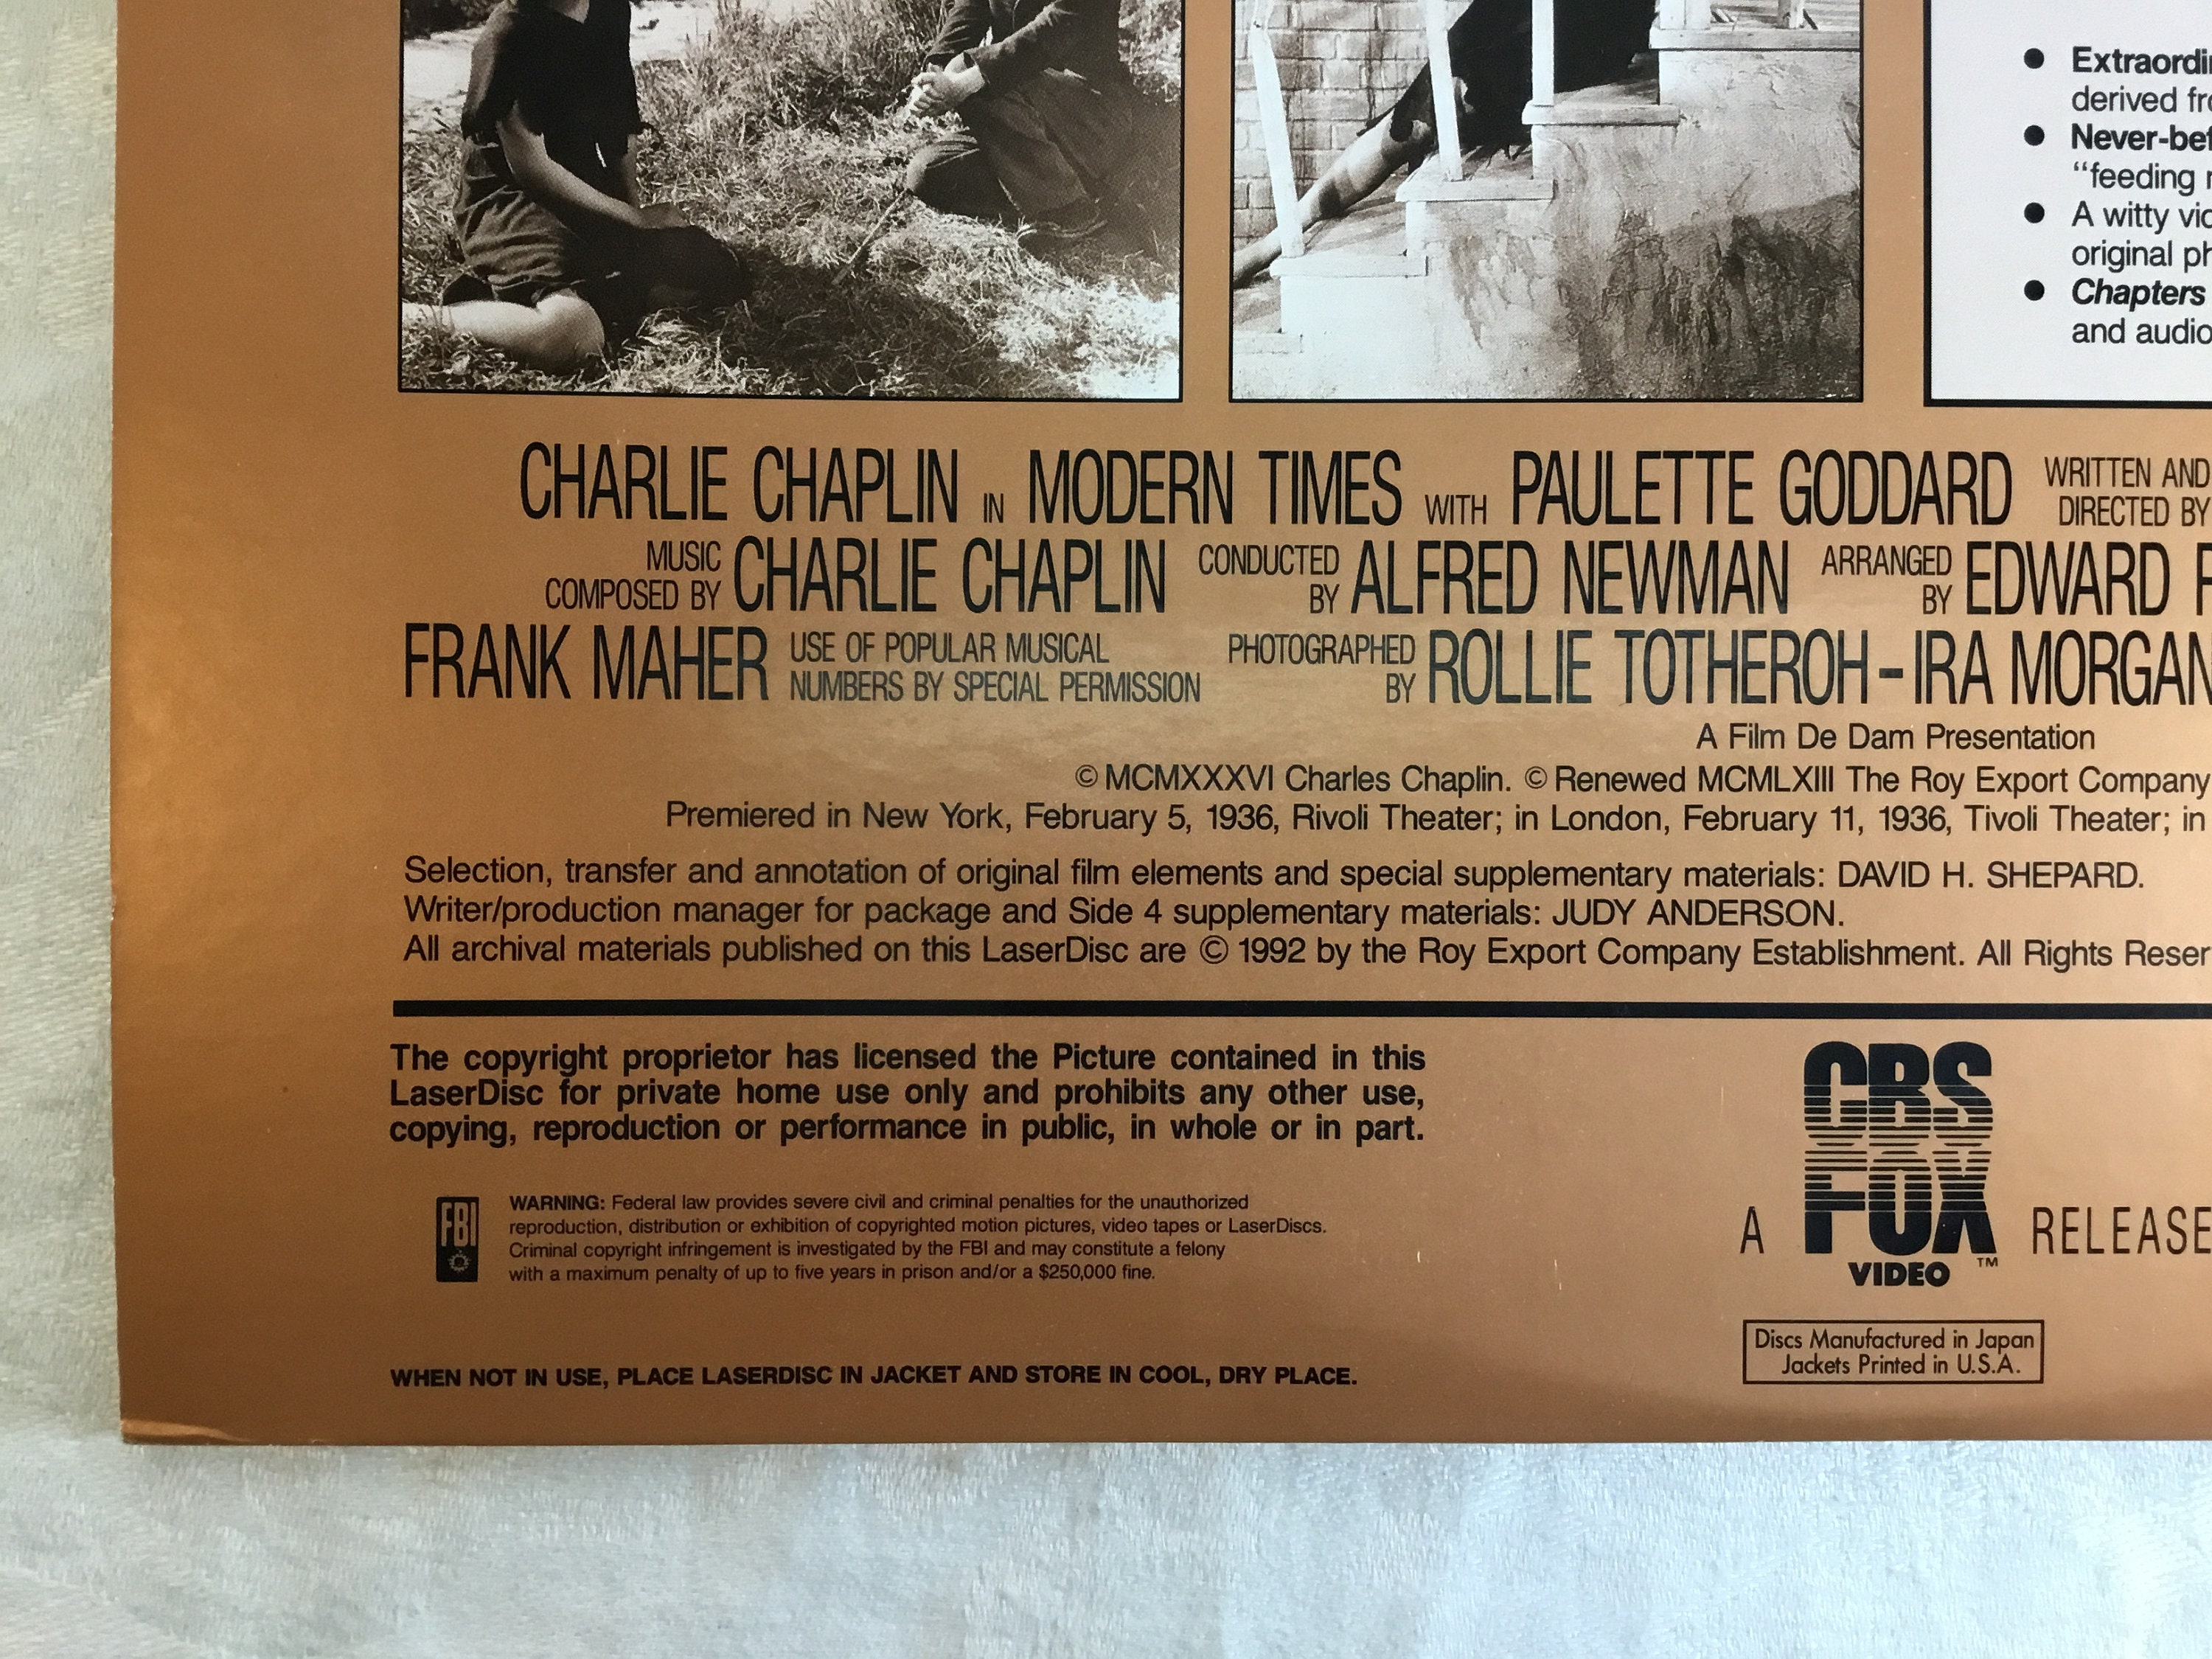 Extraordi
derived fr
Never-bef
“feeding
A witty
original
Chapters
and audio
CHARLIE CHAPLIN IN MODERN TIMES WITH PAULETTE GODDARD WRITTEN AND DIRECTED BY
MUSIC COMPOSED BY CHARLIE CHAPLIN CONDUCTED BY ALFRED NEWMAN ARRANGED BY EDWARD
FRANK MAHER USE OF POPULAR MUSICAL NUMBERS BY SPECIAL PERMISSION PHOTOGRAPHED BY ROLLIE TOTHEROH-IRA MORGAN
A Film De Dam Presentation
© MCMXXXVI Charles Chaplin. © Renewed MCMLXIII The Roy Export Company
Premiered in New York, February 5, 1936, Rivoli Theater; in London, February 11, 1936, Tivoli Theater; in
Selection, transfer and annotation of original film elements and special supplementary materials: DAVID H. SHEPARD.
Writer/production manager for package and Side 4 supplementary materials: JUDY ANDERSON.
All archival materials published on this LaserDisc are © 1992 by the Roy Export Company Establishment. All Rights Reser
The copyright proprietor has licensed the Picture contained in this
LaserDisc for private home use only and prohibits any other use,
copying, reproduction or performance in public, in whole or in part.
FBI
WARNING: Federal law provides severe civil and criminal penalties for the unauthorized
reproduction, distribution or exhibition of copyrighted motion pictures, video tapes or LaserDiscs.
Criminal copyright infringement is investigated by the FBI and may constitute a felony
with a maximum penalty of up to five years in prison and/or a $250,000 fine.
WHEN NOT IN USE, PLACE LASERDISC IN JACKET AND STORE IN COOL, DRY PLACE.
A CBS FOX VIDEO™ RELEASE
Discs Manufactured in Japan
Jackets Printed in U.S.A.